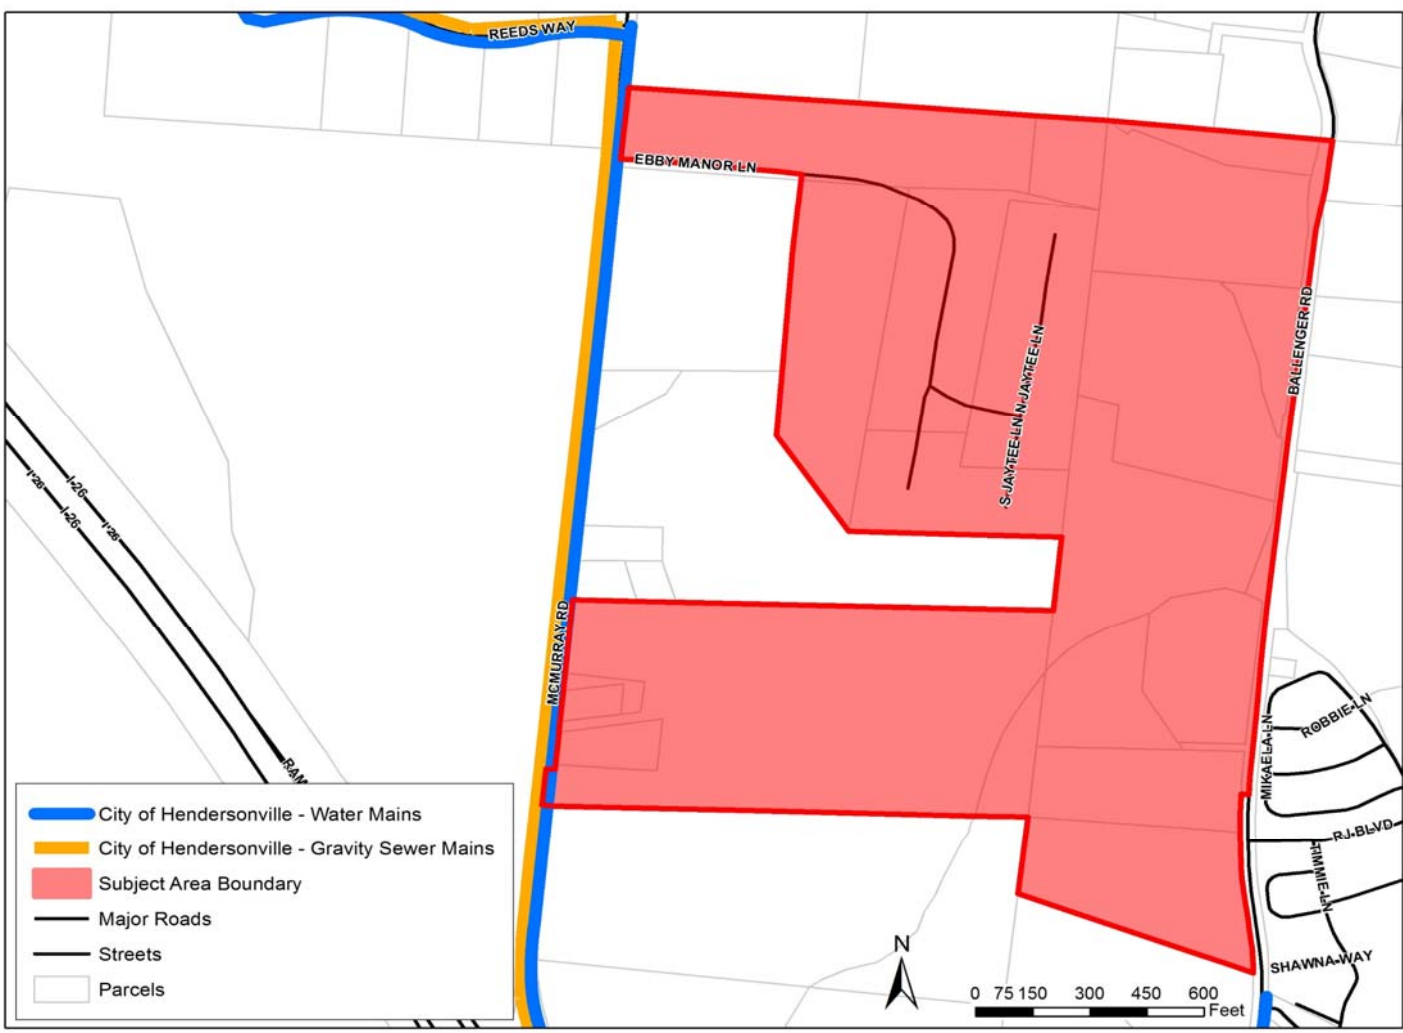 REEDS WAY
EBBY MANOR LN
BALLENGER RD
S JAYTEE LN N JAYTEE LN
I-26
I-26
I-26
I-26
MCMURRAY RD
RAM
ROBBIE LN
MIKAELA LN
RJ BLVD
TIMMIE LN
SHAWNA WAY
City of Hendersonville - Water Mains
City of Hendersonville - Gravity Sewer Mains
Subject Area Boundary
Major Roads
Streets
Parcels
N
0 75 150 300 450 600
Feet